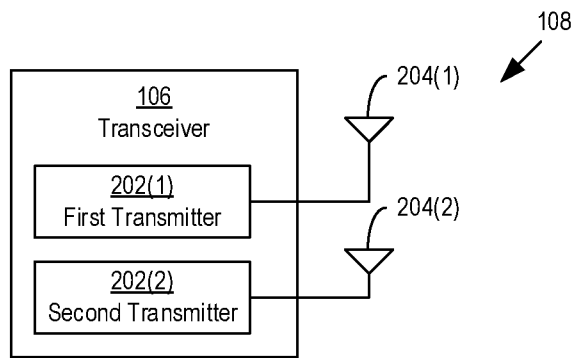 108
204(1)
106
Transceiver
202(1)
First Transmitter
204(2)
202(2)
Second Transmitter